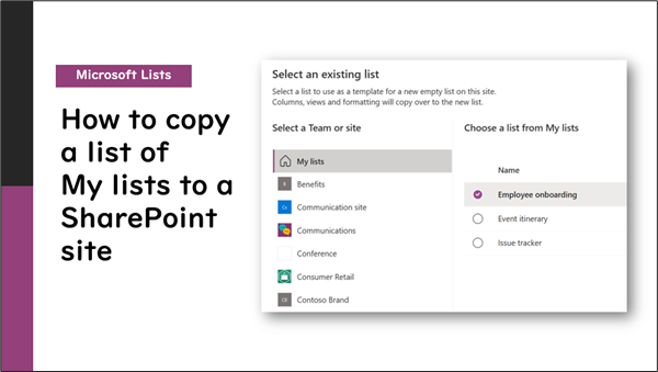 Microsoft Lists
How to copy
a list of
My lists to a
SharePoint
site
Select an existing list
Select a list to use as a template for a new empty list on this site.
Columns, views and formatting will copy over to the new list.
Select a Team or site
My lists
Benefits
Communication site
Communications
Conference
Consumer Retail
Contoso Brand
Choose a list from My lists
Name
Employee onboarding
Event itinerary
Issue tracker